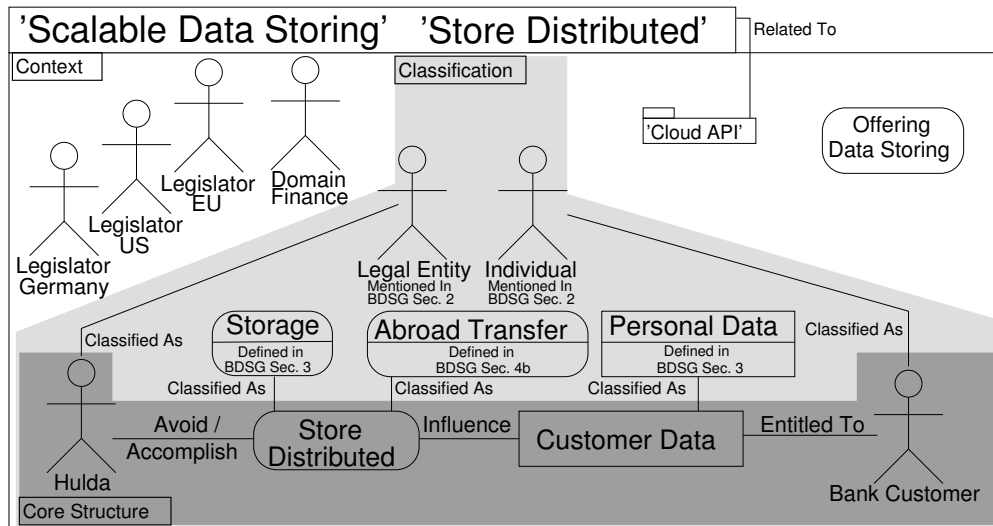 'Scalable Data Storing' 'Store Distributed'
Related To
Context
Classification
'Cloud API'
Offering
Data Storing
Legislator
Germany
Legislator
US
Legislator
EU
Domain
Finance
Legal Entity
Mentioned In
BDSG Sec. 2
Individual
Mentioned In
BDSG Sec. 2
Classified As
Storage
Defined in
BDSG Sec. 3
Abroad Transfer
Defined in
BDSG Sec. 4b
Personal Data
Defined in
BDSG Sec. 3
Classified As
Classified As
Classified As
Classified As
Hulda
Avoid /
Accomplish
Store
Distributed
Influence
Customer Data
Entitled To
Bank Customer
Core Structure